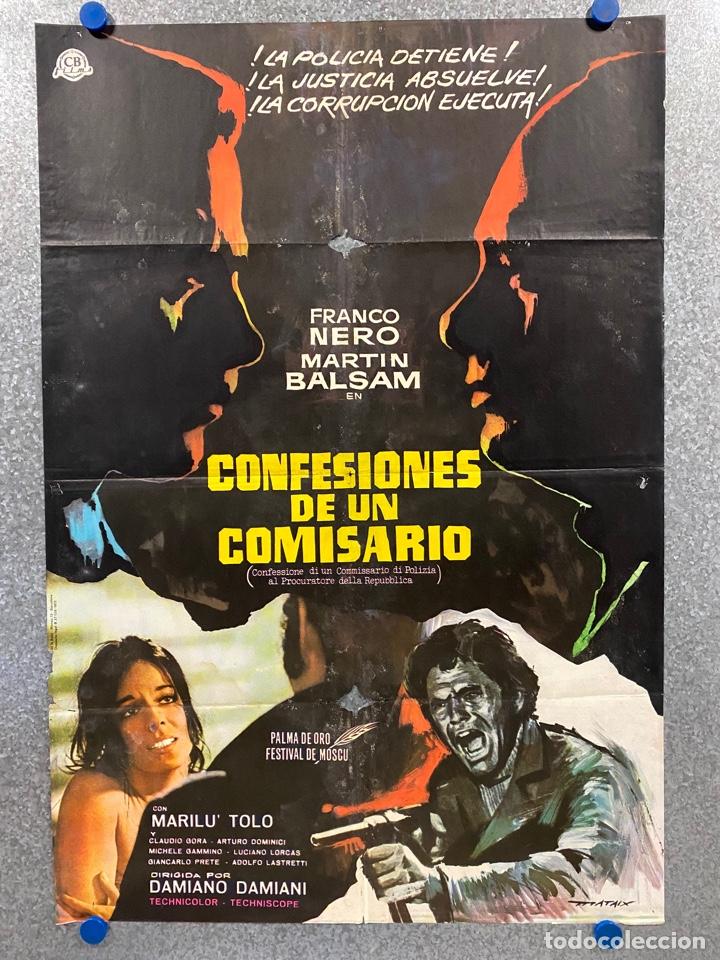 CB
Films
!LA POLICIA DETIENE!
!LA JUSTICIA ABSUELVE!
!LA CORRUPCION EJECUTA!
FRANCO
NERO
MARTIN
BALSAM
EN
CONFESIONES
DE UN
COMISARIO
(Confessione di un Commissario di Polizia)
al Procuratore della Repubblica
PALMA DE ORO
FESTIVAL DE MOSCU
CON
MARILU' TOLO
Y
CLAUDIO GORA - ARTURO DOMINICI
MICHELE GAMMINO - LUCIANO LORCAS
GIANCARLO PRETE - ADOLFO LASTRETTI
DIRIGIDA POR
DAMIANO DAMIANI
TECHNICOLOR - TECHNISCOPE
MATAIX
todocoleccion